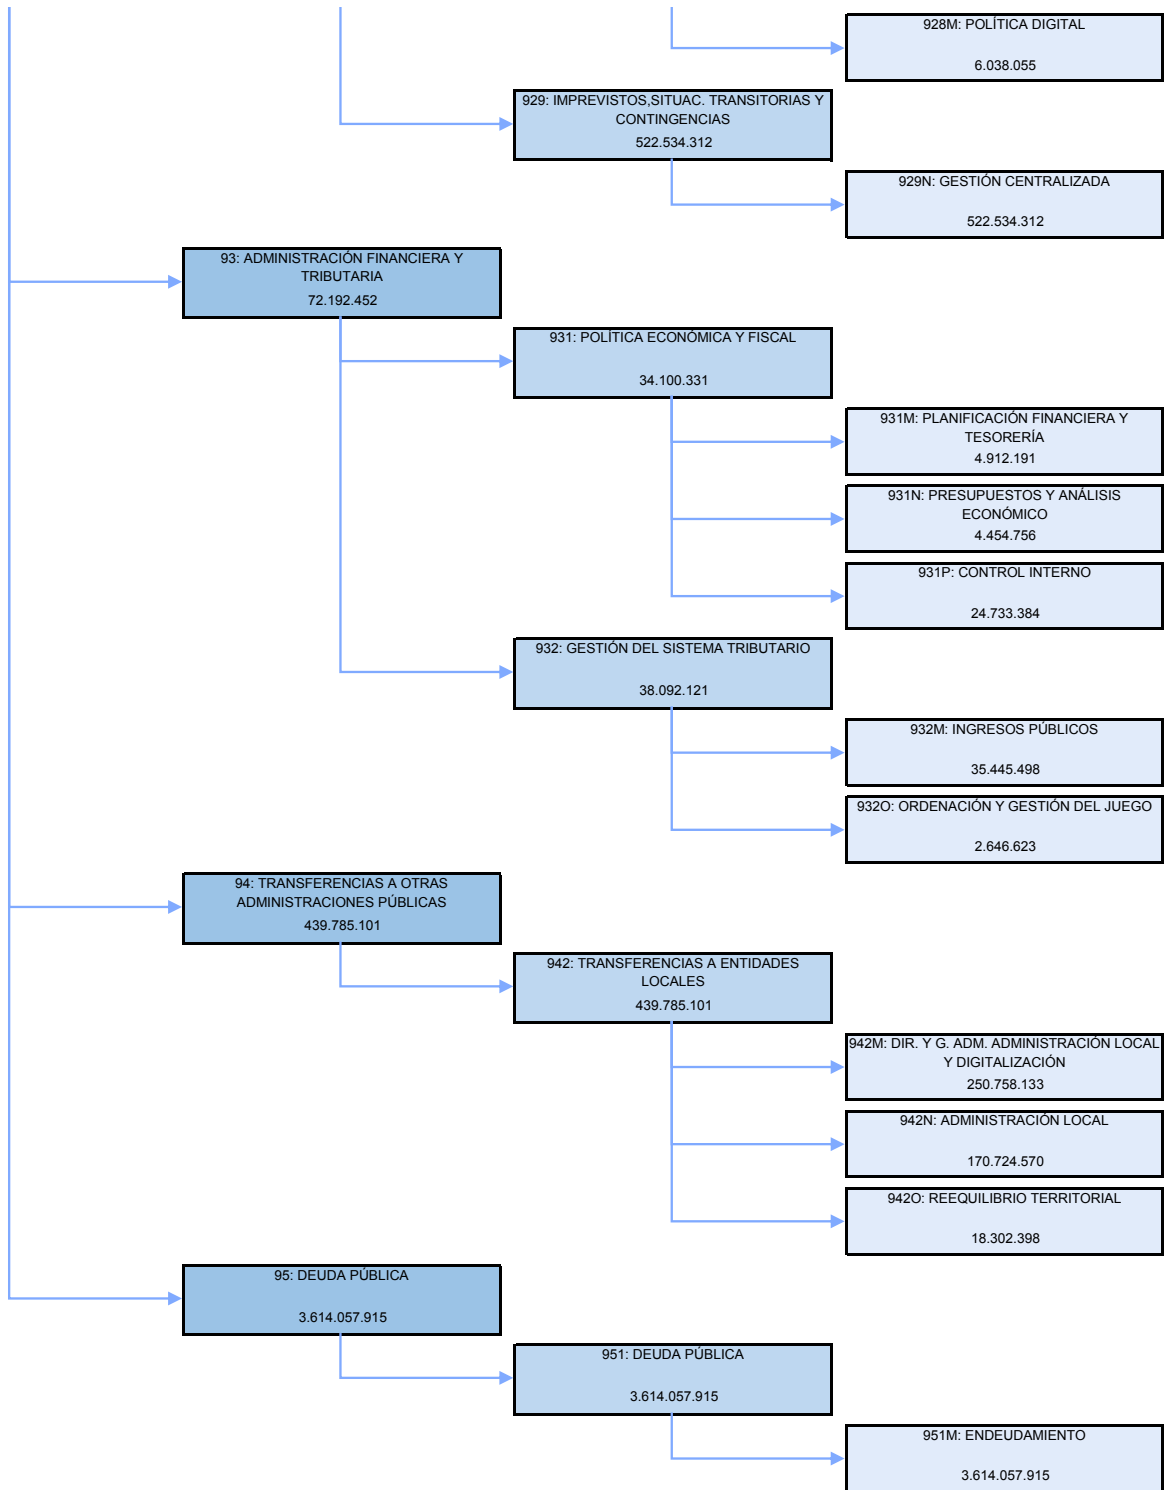 928M: POLÍTICA DIGITAL
6.038.055
929: IMPREVISTOS,SITUAC. TRANSITORIAS Y
CONTINGENCIAS
522.534.312
929N: GESTIÓN CENTRALIZADA
522.534.312
93: ADMINISTRACIÓN FINANCIERA Y
TRIBUTARIA
72.192.452
931: POLÍTICA ECONÓMICA Y FISCAL
34.100.331
931M: PLANIFICACIÓN FINANCIERA Y
TESORERÍA
4.912.191
931N: PRESUPUESTOS Y ANÁLISIS
ECONÓMICO
4.454.756
931P: CONTROL INTERNO
24.733.384
932: GESTIÓN DEL SISTEMA TRIBUTARIO
38.092.121
932M: INGRESOS PÚBLICOS
35.445.498
932O: ORDENACIÓN Y GESTIÓN DEL JUEGO
2.646.623
94: TRANSFERENCIAS A OTRAS
ADMINISTRACIONES PÚBLICAS
439.785.101
942: TRANSFERENCIAS A ENTIDADES
LOCALES
439.785.101
942M: DIR. Y G. ADM. ADMINISTRACIÓN LOCAL
Y DIGITALIZACIÓN
250.758.133
942N: ADMINISTRACIÓN LOCAL
170.724.570
942O: REEQUILIBRIO TERRITORIAL
18.302.398
95: DEUDA PÚBLICA
3.614.057.915
951: DEUDA PÚBLICA
3.614.057.915
951M: ENDEUDAMIENTO
3.614.057.915